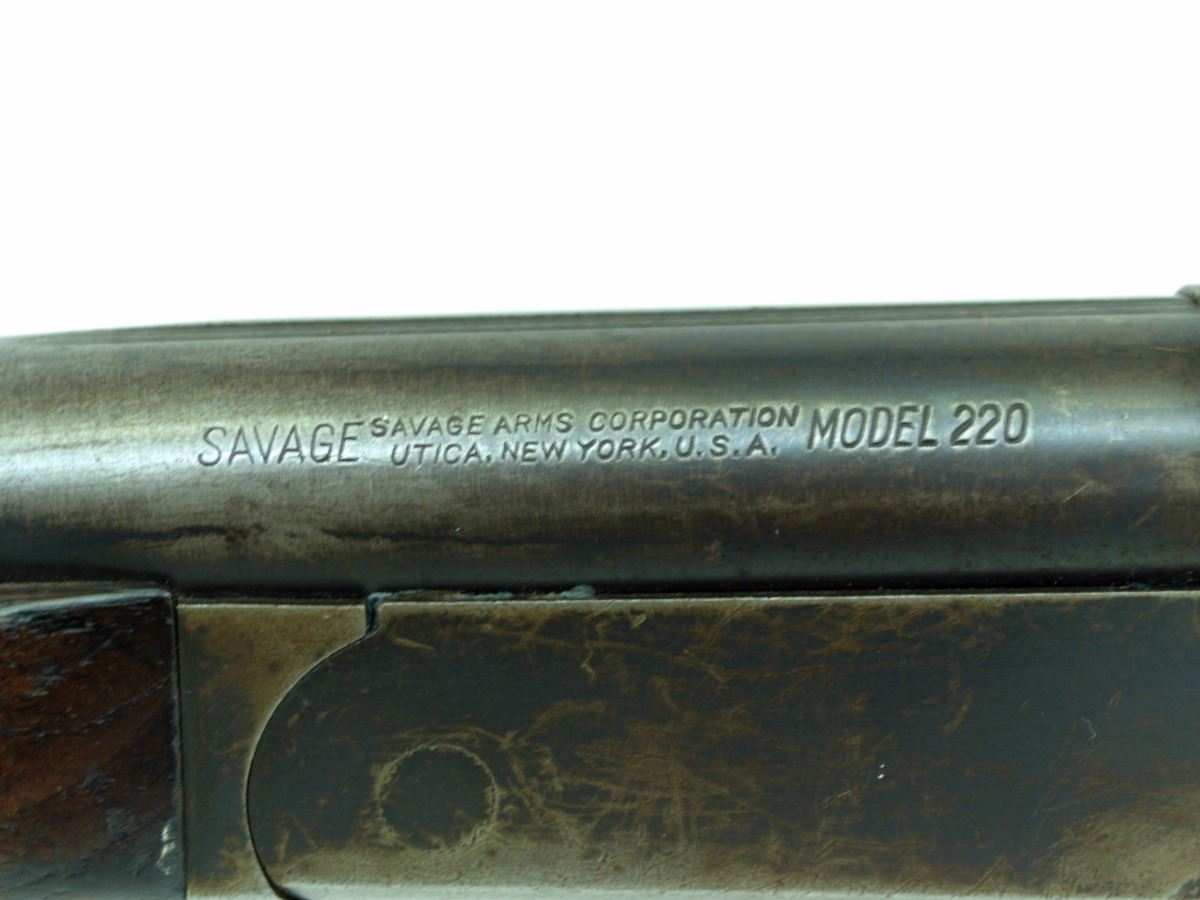 SAVAGE SAVAGE ARMS CORPORATION MODEL 220
UTICA, NEW YORK, U.S.A.